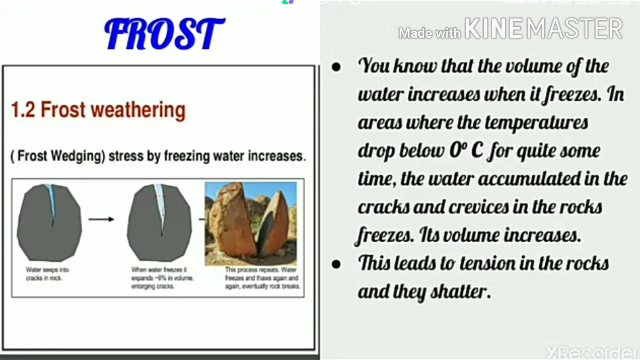 FROST
1.2 Frost weathering
( Frost Wedging) stress by freezing water increases.
Water seeps into
cracks in rock.
When water freezes it
expands ~9% in volume,
enlarging cracks.
This process repeats. Water
freezes and thaws again and
again, eventually rock breaks.
Made with KINEMASTER
● You know that the volume of the
water increases when it freezes. In
areas where the temperatures
drop below 0° C for quite some
time, the water accumulated in the
cracks and crevices in the rocks
freezes. Its volume increases.
● This leads to tension in the rocks
and they shatter.
XRecorder